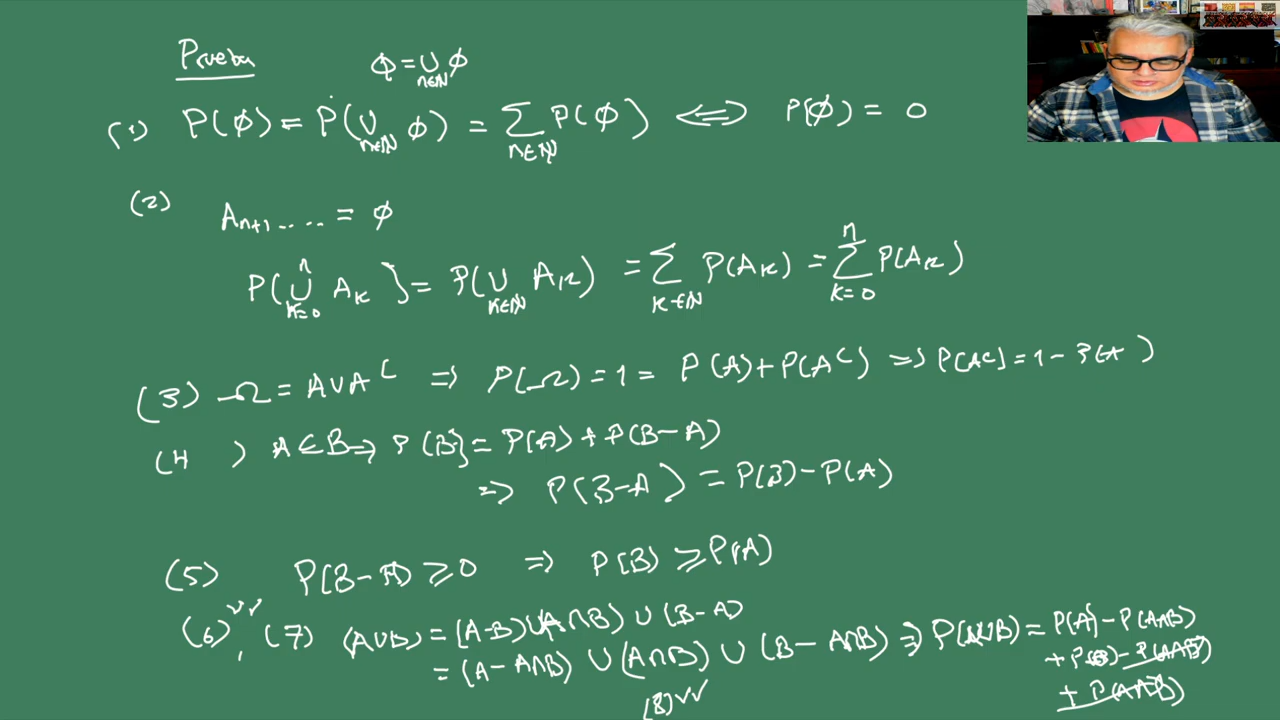 Prueba
ϕ = ∪_{n∈ℕ} ϕ
(1) P(ϕ) = P(∪_{n∈ℕ} ϕ) = ∑_{n∈ℕ} P(ϕ) ⟺ P(ϕ) = 0
(2) A_{n+1} ..... = ϕ
P(∪_{k=0}^{n} A_k) = P(∪_{k∈ℕ} A_k) = ∑_{k∈ℕ} P(A_k) = ∑_{k=0}^{n} P(A_k)
(3) Ω = A∪A^c ⇒ P(Ω) = 1 = P(A)+P(A^c) ⇒ P(A^c) = 1 - P(A)
(4) A⊆B ⇒ P(B) = P(A) + P(B-A)
⇒ P(B-A) = P(B) - P(A)
(5) P(B-A) ≥ 0 ⇒ P(B) ≥ P(A)
(6)✓✓, (7) (A∪B) = (A-B)∪(A∩B) ∪ (B-A)
= (A-A∩B) ∪ (A∩B) ∪ (B-A∩B) ⇒ P(A∪B) = P(A) - P(A∩B)
+ P(B) - P(A∩B)
+ P(A∩B)
(8)✓✓